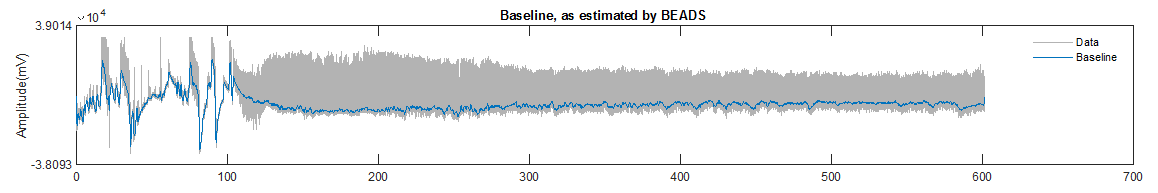 Baseline, as estimated by BEADS
× 10^4
3.9014
-3.8093
Amplitude(mV)
0 100 200 300 400 500 600 700
Data
Baseline